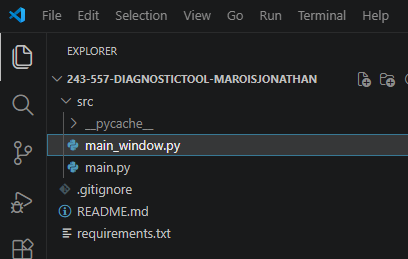 File Edit Selection View Go Run Terminal Help
EXPLORER
243-557-DIAGNOSTICTOOL-MAROISJONATHAN
src
__pycache__
main_window.py
main.py
.gitignore
README.md
requirements.txt